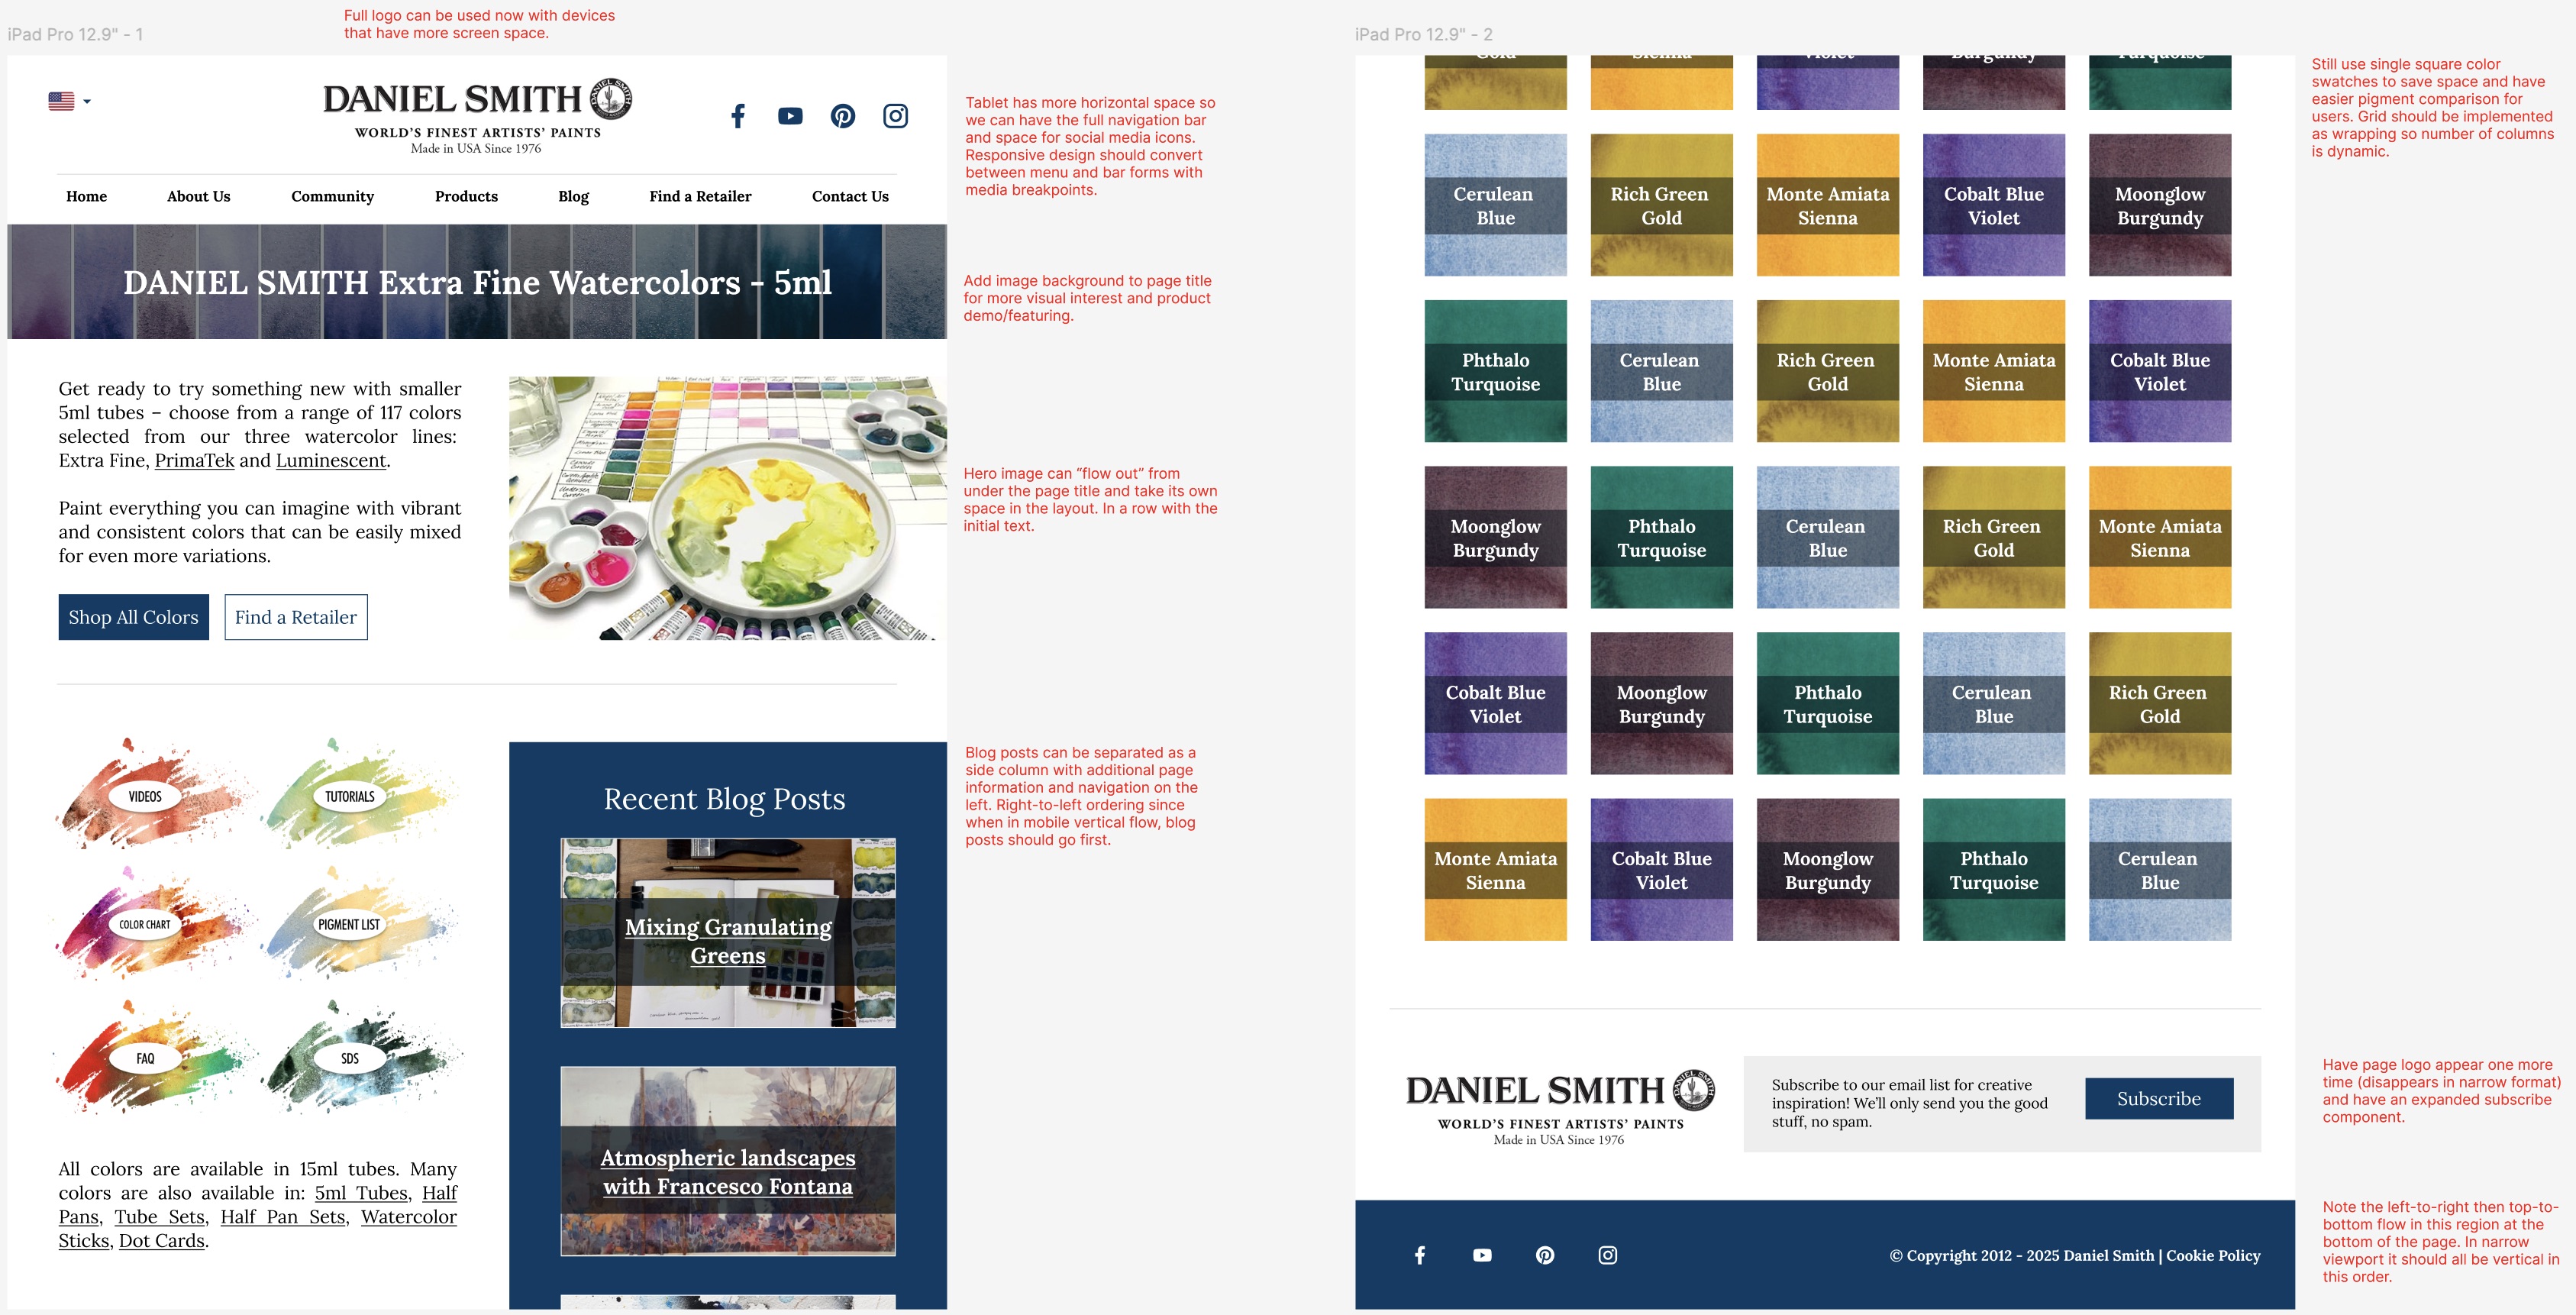 iPad Pro 12.9" - 1
Full logo can be used now with devices
that have more screen space.
DANIEL SMITH
WORLD'S FINEST ARTISTS' PAINTS
Made in USA Since 1976
Home About Us Community Products Blog Find a Retailer Contact Us
Tablet has more horizontal space so
we can have the full navigation bar
and space for social media icons.
Responsive design should convert
between menu and bar forms with
media breakpoints.
DANIEL SMITH Extra Fine Watercolors - 5ml
Add image background to page title
for more visual interest and product
demo/featuring.
Get ready to try something new with smaller
5ml tubes – choose from a range of 117 colors
selected from our three watercolor lines:
Extra Fine, PrimaTek and Luminescent.
Paint everything you can imagine with vibrant
and consistent colors that can be easily mixed
for even more variations.
Shop All Colors
Find a Retailer
Hero image can “flow out” from
under the page title and take its own
space in the layout. In a row with the
initial text.
VIDEOS
TUTORIALS
COLOR CHART
PIGMENT LIST
FAQ
SDS
All colors are available in 15ml tubes. Many
colors are also available in: 5ml Tubes, Half
Pans, Tube Sets, Half Pan Sets, Watercolor
Sticks, Dot Cards.
Recent Blog Posts
Mixing Granulating
Greens
Atmospheric landscapes
with Francesco Fontana
Blog posts can be separated as a
side column with additional page
information and navigation on the
left. Right-to-left ordering since
when in mobile vertical flow, blog
posts should go first.
iPad Pro 12.9" - 2
Gold
Sienna
Violet
Burgundy
Turquoise
Cerulean
Blue
Rich Green
Gold
Monte Amiata
Sienna
Cobalt Blue
Violet
Moonglow
Burgundy
Phthalo
Turquoise
Cerulean
Blue
Rich Green
Gold
Monte Amiata
Sienna
Cobalt Blue
Violet
Moonglow
Burgundy
Phthalo
Turquoise
Cerulean
Blue
Rich Green
Gold
Monte Amiata
Sienna
Cobalt Blue
Violet
Moonglow
Burgundy
Phthalo
Turquoise
Cerulean
Blue
Rich Green
Gold
Monte Amiata
Sienna
Cobalt Blue
Violet
Moonglow
Burgundy
Phthalo
Turquoise
Cerulean
Blue
Still use single square color
swatches to save space and have
easier pigment comparison for
users. Grid should be implemented
as wrapping so number of columns
is dynamic.
DANIEL SMITH
WORLD'S FINEST ARTISTS' PAINTS
Made in USA Since 1976
Subscribe to our email list for creative
inspiration! We'll only send you the good
stuff, no spam.
Subscribe
Have page logo appear one more
time (disappears in narrow format)
and have an expanded subscribe
component.
© Copyright 2012 - 2025 Daniel Smith | Cookie Policy
Note the left-to-right then top-to-
bottom flow in this region at the
bottom of the page. In narrow
viewport it should all be vertical in
this order.